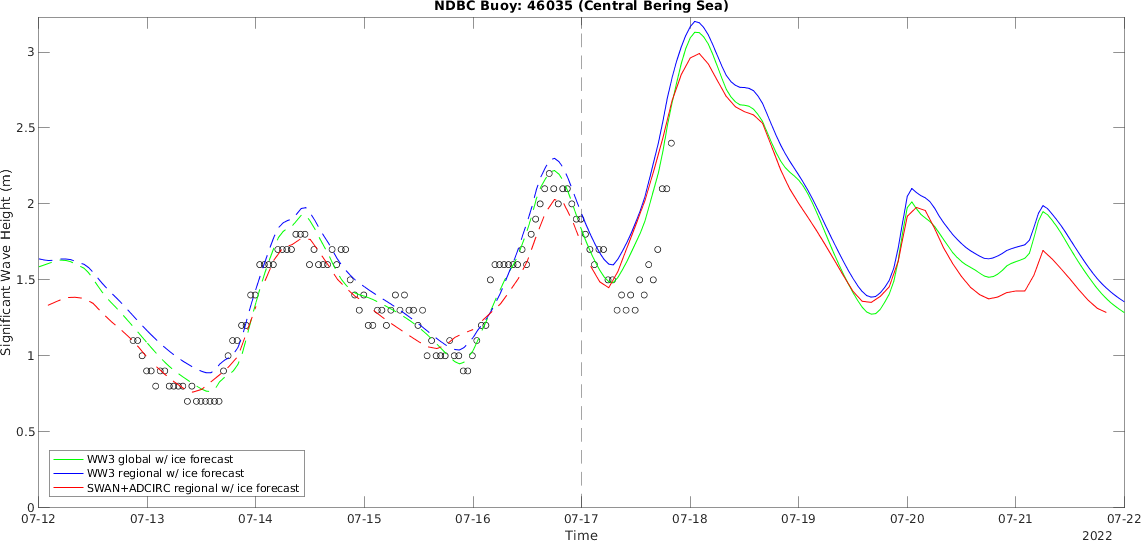 NDBC Buoy: 46035 (Central Bering Sea)
Significant Wave Height (m)
3
2.5
2
1.5
1
0.5
0
WW3 global w/ ice forecast
WW3 regional w/ ice forecast
SWAN+ADCIRC regional w/ ice forecast
07-12 07-13 07-14 07-15 07-16 07-17 07-18 07-19 07-20 07-21 07-22
Time
2022